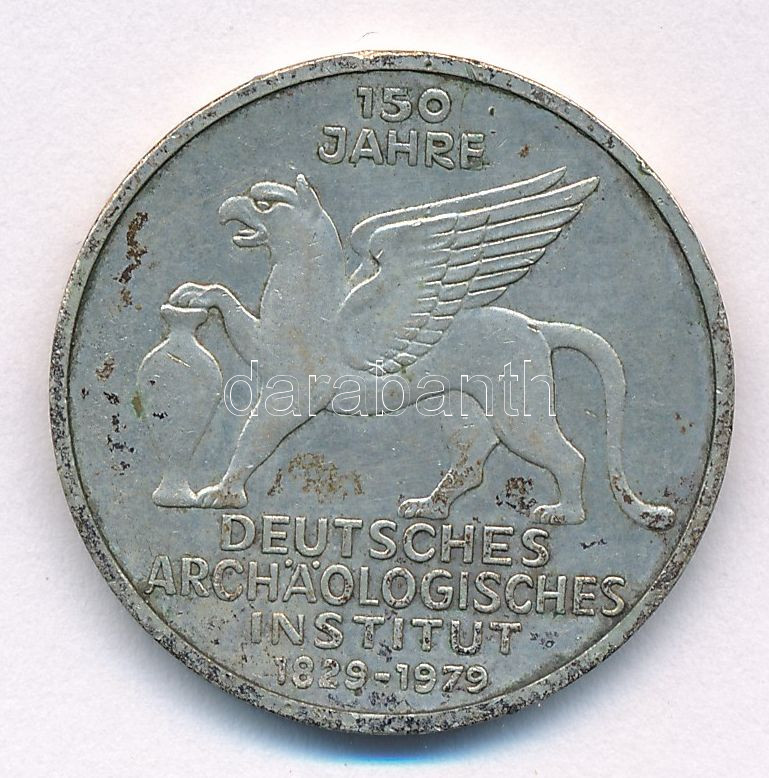 150
JAHRE
darabanth
DEUTSCHES
ARCHÄOLOGISCHES
INSTITUT
1829-1979